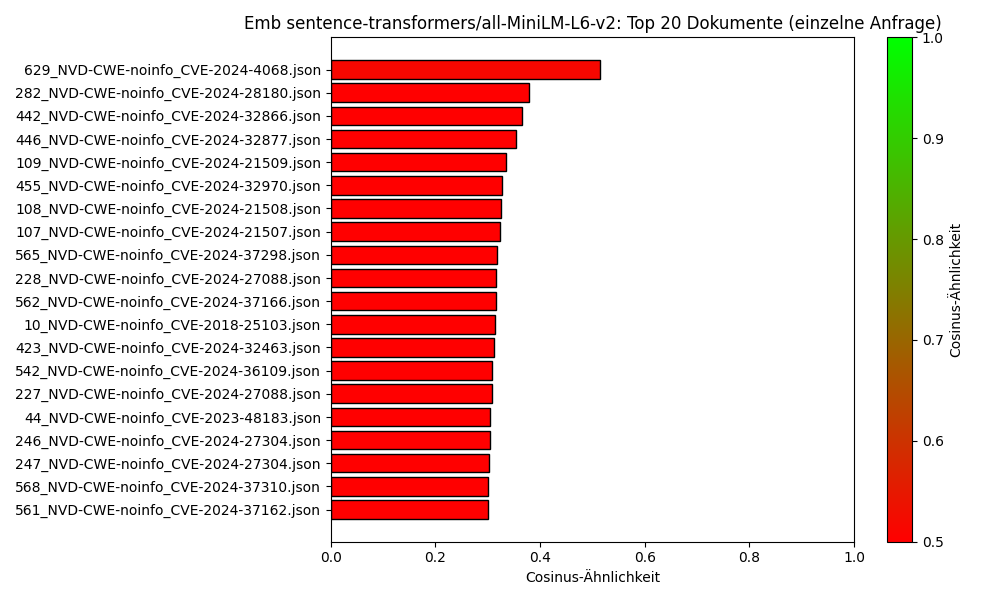 Emb sentence-transformers/all-MiniLM-L6-v2: Top 20 Dokumente (einzelne Anfrage)
629_NVD-CWE-noinfo_CVE-2024-4068.json
282_NVD-CWE-noinfo_CVE-2024-28180.json
442_NVD-CWE-noinfo_CVE-2024-32866.json
446_NVD-CWE-noinfo_CVE-2024-32877.json
109_NVD-CWE-noinfo_CVE-2024-21509.json
455_NVD-CWE-noinfo_CVE-2024-32970.json
108_NVD-CWE-noinfo_CVE-2024-21508.json
107_NVD-CWE-noinfo_CVE-2024-21507.json
565_NVD-CWE-noinfo_CVE-2024-37298.json
228_NVD-CWE-noinfo_CVE-2024-27088.json
562_NVD-CWE-noinfo_CVE-2024-37166.json
10_NVD-CWE-noinfo_CVE-2018-25103.json
423_NVD-CWE-noinfo_CVE-2024-32463.json
542_NVD-CWE-noinfo_CVE-2024-36109.json
227_NVD-CWE-noinfo_CVE-2024-27088.json
44_NVD-CWE-noinfo_CVE-2023-48183.json
246_NVD-CWE-noinfo_CVE-2024-27304.json
247_NVD-CWE-noinfo_CVE-2024-27304.json
568_NVD-CWE-noinfo_CVE-2024-37310.json
561_NVD-CWE-noinfo_CVE-2024-37162.json
0.0 0.2 0.4 0.6 0.8 1.0
Cosinus-Ähnlichkeit
1.0
0.9
0.8
0.7
0.6
0.5
Cosinus-Ähnlichkeit